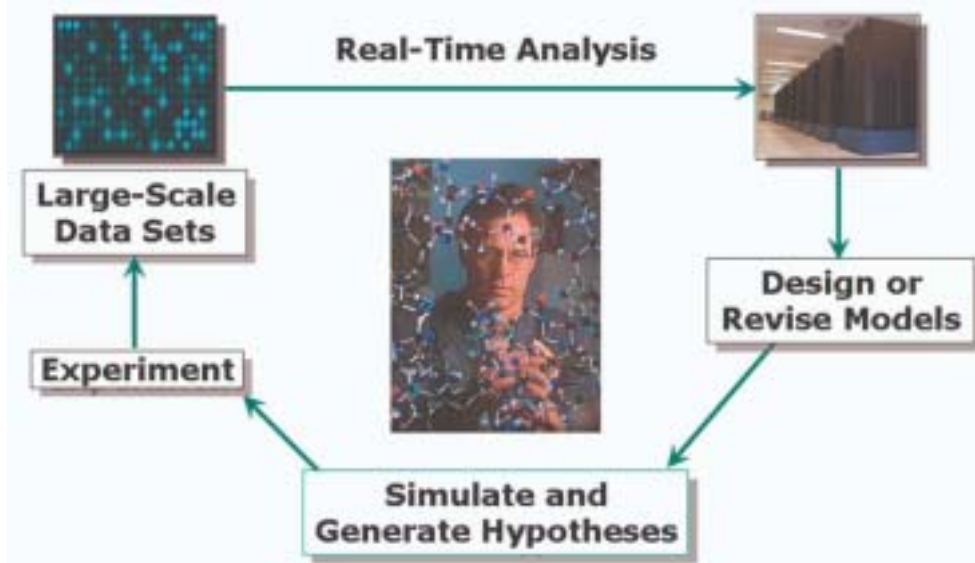 Real-Time Analysis
Large-Scale
Data Sets
Design or
Revise Models
Experiment
Simulate and
Generate Hypotheses